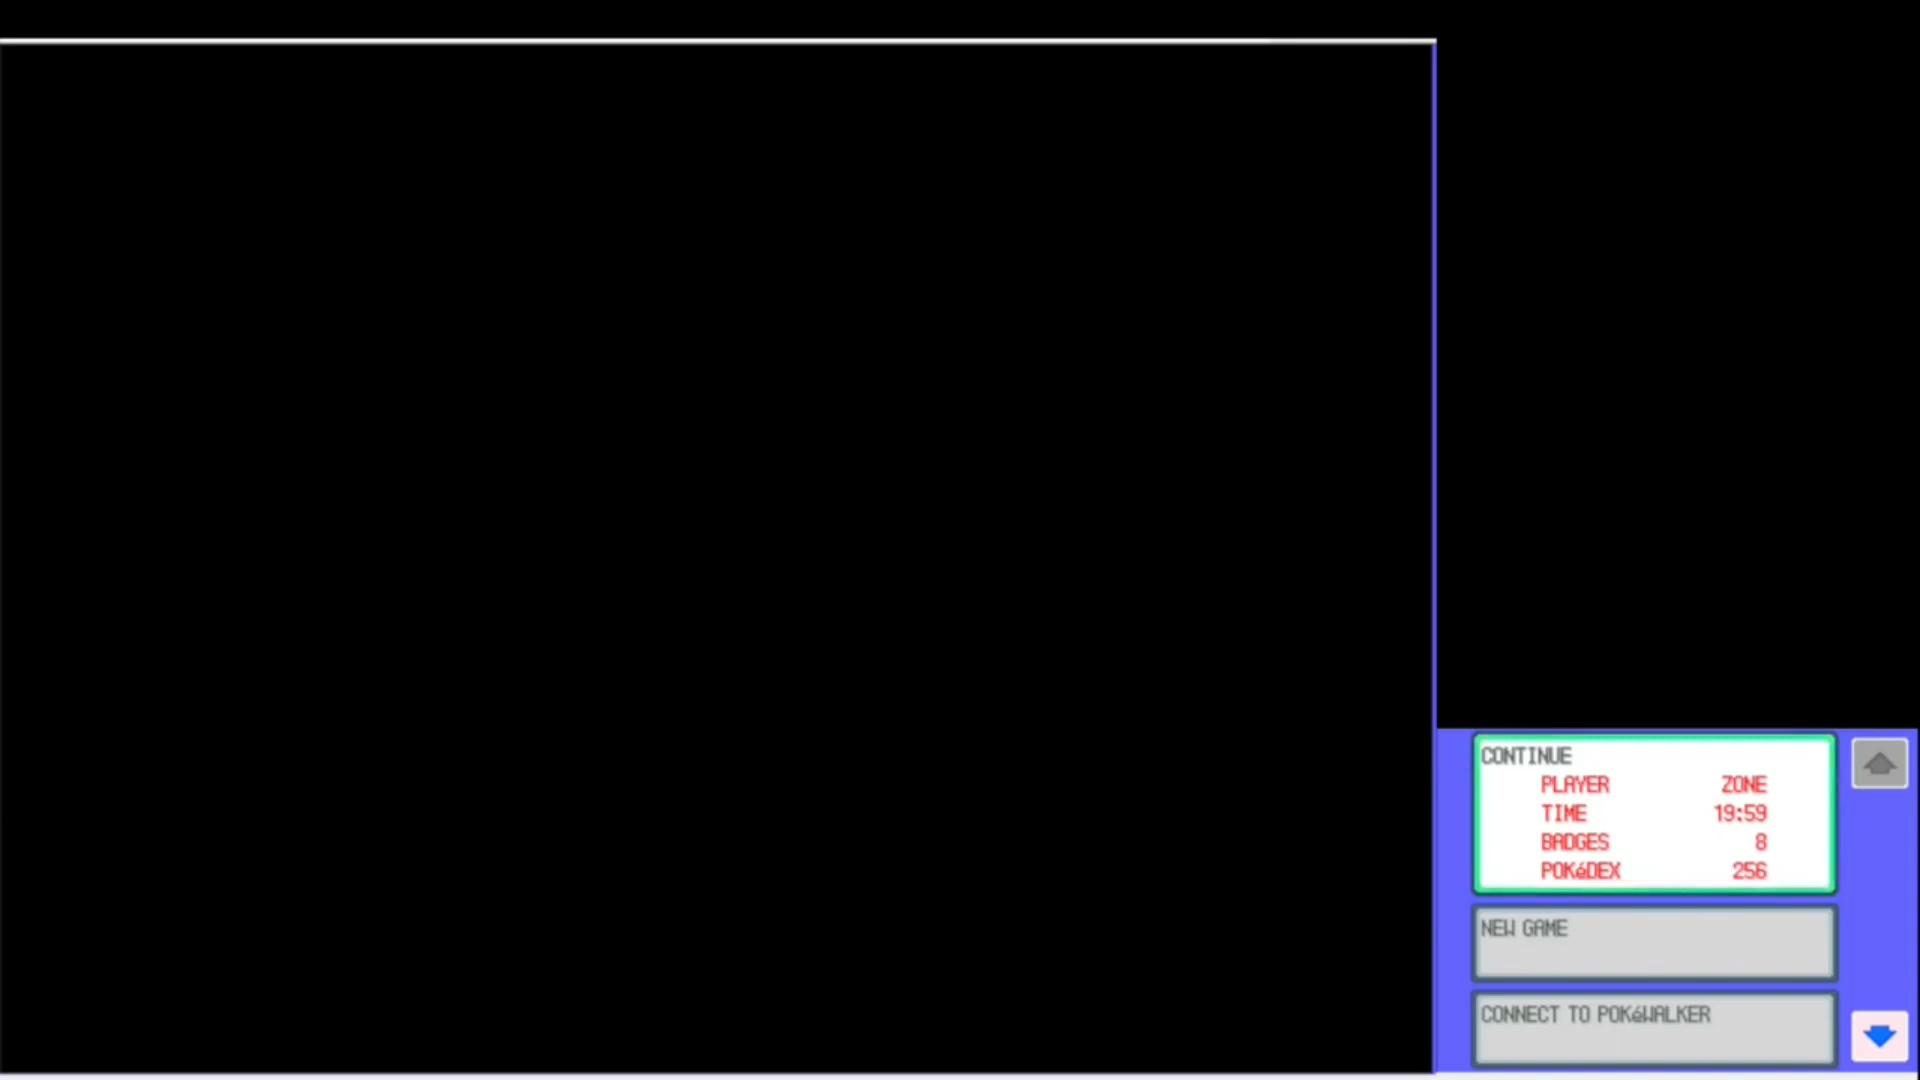 CONTINUE
PLAYER ZONE
TIME 19:59
BADGES 8
POKéDEX 256
NEW GAME
CONNECT TO POKéWALKER